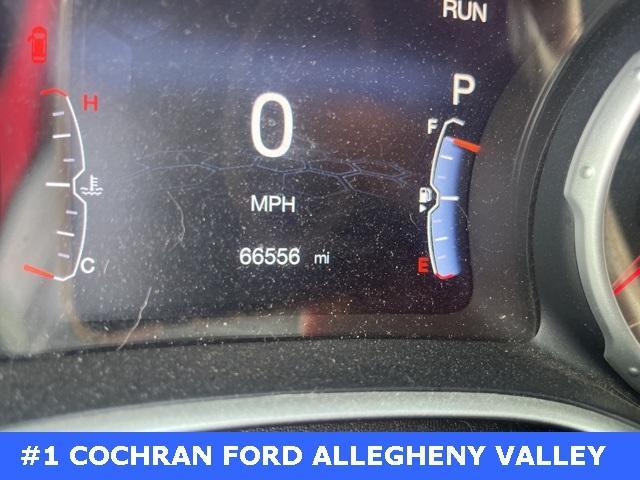 RUN
P
H
F
0
MPH
66556 mi
C
E
#1 COCHRAN FORD ALLEGHENY VALLEY